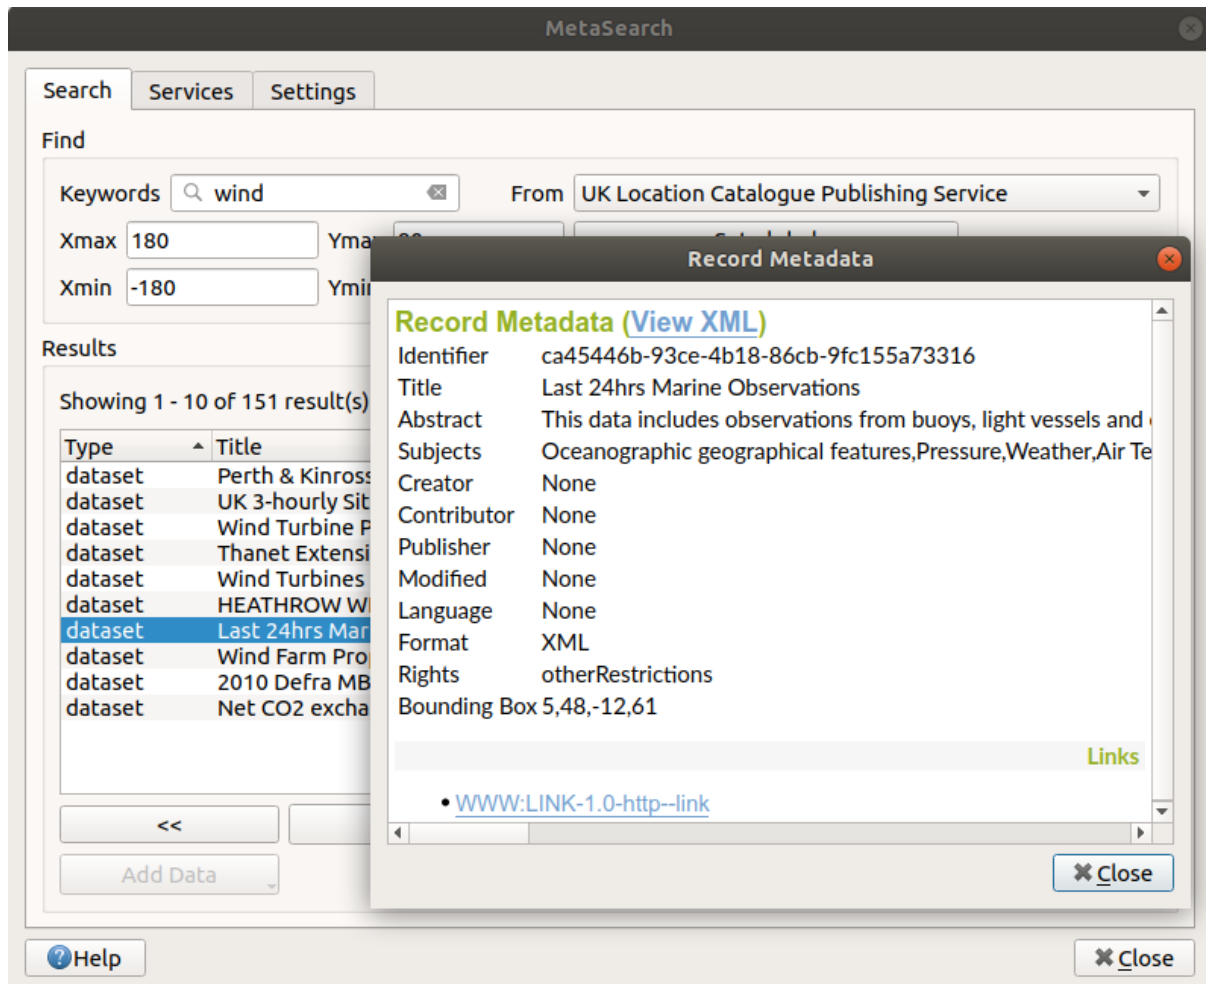 MetaSearch
Search Services Settings
Find
Keywords wind From UK Location Catalogue Publishing Service
Xmax 180
Xmin -180
Results
Showing 1 - 10 of 151 result(s)
Type Title
dataset Perth & Kinross
dataset UK 3-hourly Sit
dataset Wind Turbine P
dataset Thanet Extensi
dataset Wind Turbines
dataset HEATHROW WI
dataset Last 24hrs Mar
dataset Wind Farm Pro
dataset 2010 Defra MB
dataset Net CO2 excha
<<
Add Data
Help
Close
Record Metadata
Record Metadata (View XML)
Identifier ca45446b-93ce-4b18-86cb-9fc155a73316
Title Last 24hrs Marine Observations
Abstract This data includes observations from buoys, light vessels and
Subjects Oceanographic geographical features,Pressure,Weather,Air Te
Creator None
Contributor None
Publisher None
Modified None
Language None
Format XML
Rights otherRestrictions
Bounding Box 5,48,-12,61
Links
• WWW:LINK-1.0-http--link
Close